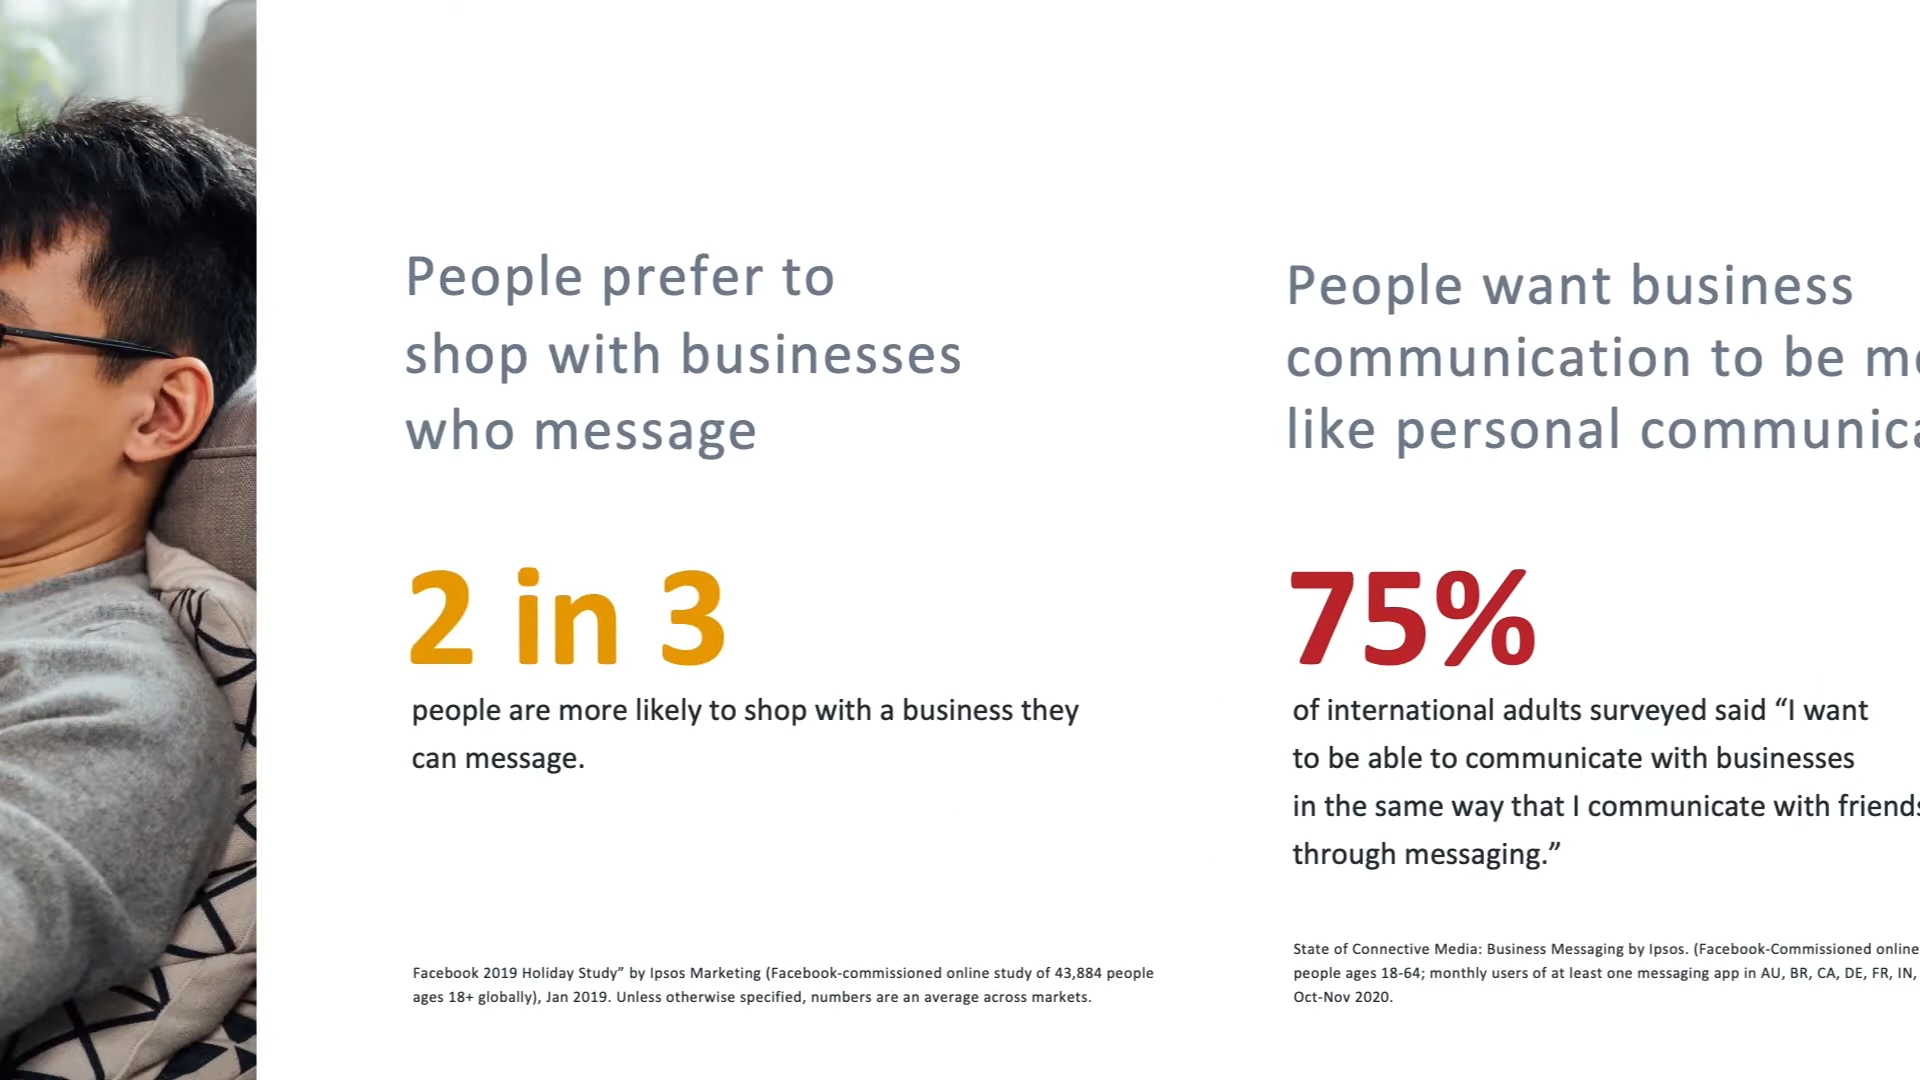 People prefer to
shop with businesses
who message
2 in 3
people are more likely to shop with a business they
can message.
Facebook 2019 Holiday Study” by Ipsos Marketing (Facebook-commissioned online study of 43,884 people
ages 18+ globally), Jan 2019. Unless otherwise specified, numbers are an average across markets.
People want business
communication to be
like personal
75%
of international adults surveyed said “I want
to be able to communicate with businesses
in the same way that I communicate with friends
through messaging.”
State of Connective Media: Business Messaging by Ipsos. (Facebook-Commissioned online
people ages 18-64; monthly users of at least one messaging app in AU, BR, CA, DE, FR, IN,
Oct-Nov 2020.